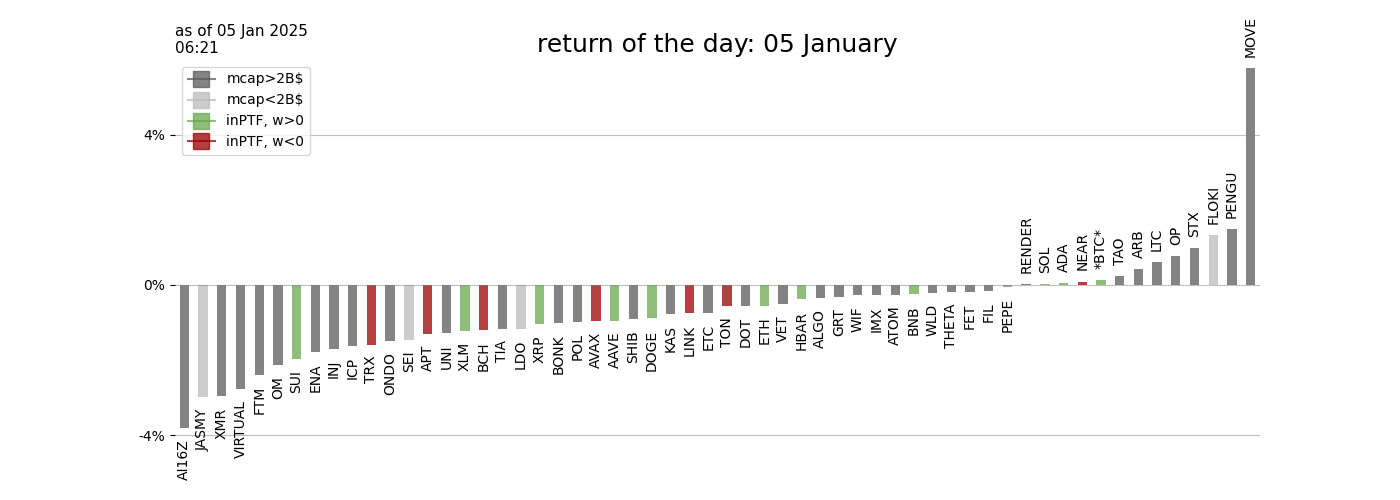 as of 05 Jan 2025
06:21
return of the day: 05 January
mcap>2B$
mcap<2B$
inPTF, w>0
inPTF, w<0
4%
0%
-4%
AI16Z
JASMY
XMR
VIRTUAL
FTM
OM
SUI
ENA
INJ
ICP
TRX
ONDO
SEI
APT
UNI
XLM
BCH
TIA
LDO
XRP
BONK
POL
AVAX
AAVE
SHIB
DOGE
KAS
LINK
ETC
TON
DOT
ETH
VET
HBAR
ALGO
GRT
WIF
IMX
ATOM
BNB
WLD
THETA
FET
FIL
PEPE
RENDER
SOL
ADA
NEAR
*BTC*
TAO
ARB
LTC
OP
STX
FLOKI
PENGU
MOVE